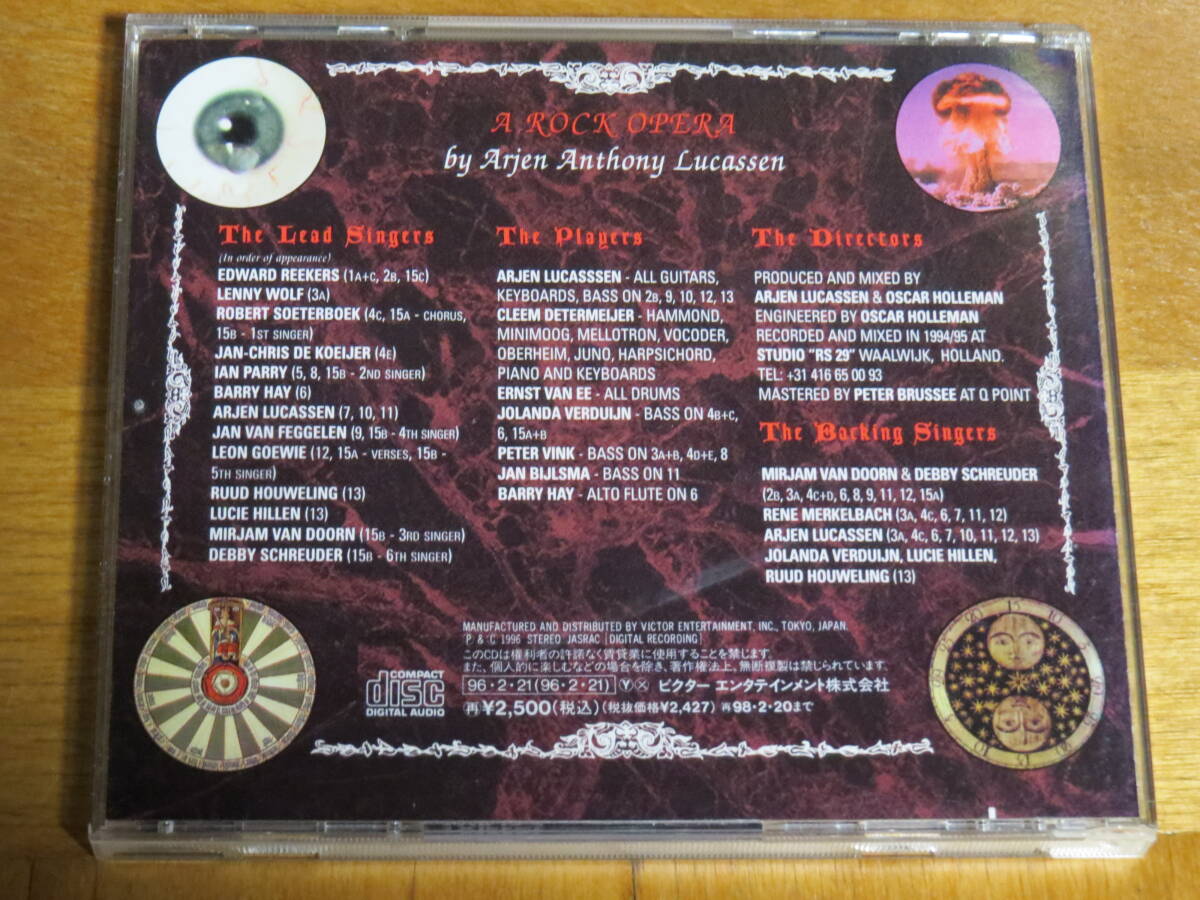 A ROCK OPERA
by Arjen Anthony Lucassen
The Lead Singers
(In order of appearance)
EDWARD REEKERS (1A+C, 2B, 15C)
LENNY WOLF (3A)
ROBERT SOETERBOEK (4C, 15A - CHORUS,
15B - 1ST SINGER)
JAN-CHRIS DE KOEIJER (4E)
IAN PARRY (5, 8, 15B - 2ND SINGER)
BARRY HAY (6)
ARJEN LUCASSEN (7, 10, 11)
JAN VAN FEGGELEN (9, 15B - 4TH SINGER)
LEON GOEWIE (12, 15A - VERSES, 15B -
5TH SINGER)
RUUD HOUWELING (13)
LUCIE HILLEN (13)
MIRJAM VAN DOORN (15B - 3RD SINGER)
DEBBY SCHREUDER (15B - 6TH SINGER)
The Players
ARJEN LUCASSSEN - ALL GUITARS,
KEYBOARDS, BASS ON 2B, 9, 10, 12, 13
CLEEM DETERMEIJER - HAMMOND,
MINIMOOG, MELLOTRON, VOCODER,
OBERHEIM, JUNO, HARPSICHORD,
PIANO AND KEYBOARDS
ERNST VAN EE - ALL DRUMS
JOLANDA VERDUIJN - BASS ON 4B+C,
6, 15A+B
PETER VINK - BASS ON 3A+B, 4D+E, 8
JAN BIJLSMA - BASS ON 11
BARRY HAY - ALTO FLUTE ON 6
The Directors
PRODUCED AND MIXED BY
ARJEN LUCASSEN & OSCAR HOLLEMAN
ENGINEERED BY OSCAR HOLLEMAN
RECORDED AND MIXED IN 1994/95 AT
STUDIO "RS 29" WAALWIJK, HOLLAND.
TEL: +31 416 65 00 93
MASTERED BY PETER BRUSSEE AT Q POINT
The Backing Singers
MIRJAM VAN DOORN & DEBBY SCHREUDER
(2B, 3A, 4C+D, 6, 8, 9, 11, 12, 15A)
RENE MERKELBACH (3A, 4C, 6, 7, 11, 12)
ARJEN LUCASSEN (3A, 4C, 6, 7, 10, 11, 12, 13)
JOLANDA VERDUIJN, LUCIE HILLEN,
RUUD HOUWELING (13)
MANUFACTURED AND DISTRIBUTED BY VICTOR ENTERTAINMENT, INC., TOKYO, JAPAN.
P & C 1996 STEREO JASRAC DIGITAL RECORDING
このCDは権利者の許諾なく賃貸業に使用することを禁じます。
また、個人的に楽しむなどの場合を除き、著作権法上、無断複製は禁じられています。
96・2・21(96・2・21) Y X ビクター エンタテインメント株式会社
再¥2,500(税込)(税抜価格¥2,427) 再98・2・20まで
COMPACT
disc
DIGITAL AUDIO